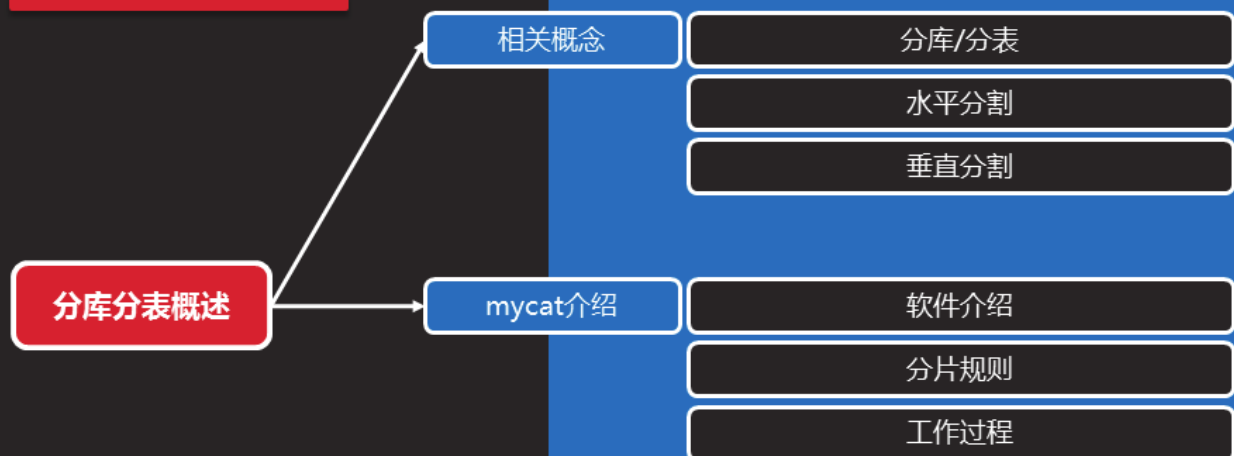 相关概念
分库/分表
水平分割
垂直分割
分库分表概述
mycat介绍
软件介绍
分片规则
工作过程